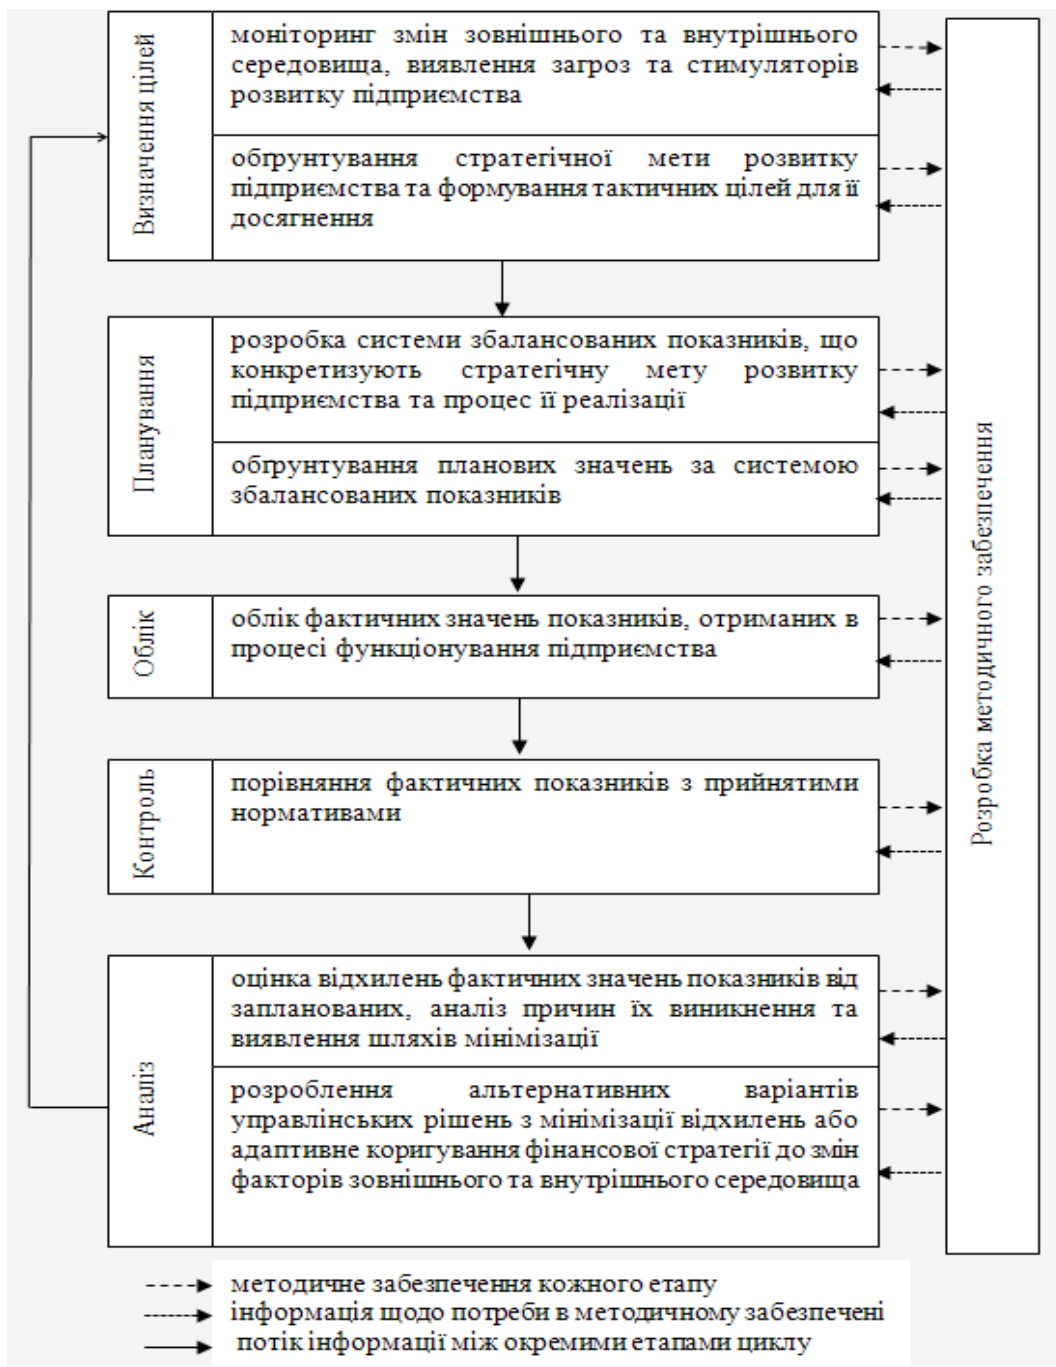 Визначення цілей
моніторинг змін зовнішнього та внутрішнього
середовища, виявлення загроз та стимуляторів
розвитку підприємства
обґрунтування стратегічної мети розвитку
підприємства та формування тактичних цілей для її
досягнення
Планування
розробка системи збалансованих показників, що
конкретизують стратегічну мету розвитку
підприємства та процес її реалізації
обґрунтування планових значень за системою
збалансованих показників
Облік
облік фактичних значень показників, отриманих в
процесі функціонування підприємства
Контроль
порівняння фактичних показників з прийнятими
нормативами
Аналіз
оцінка відхилень фактичних значень показників від
запланованих, аналіз причин їх виникнення та
виявлення шляхів мінімізації
розроблення альтернативних варіантів
управлінських рішень з мінімізації відхилень або
адаптивне коригування фінансової стратегії до змін
факторів зовнішнього та внутрішнього середовища
Розробка методичного забезпечення
методичне забезпечення кожного етапу
інформація щодо потреби в методичному забезпечені
потік інформації між окремими етапами циклу